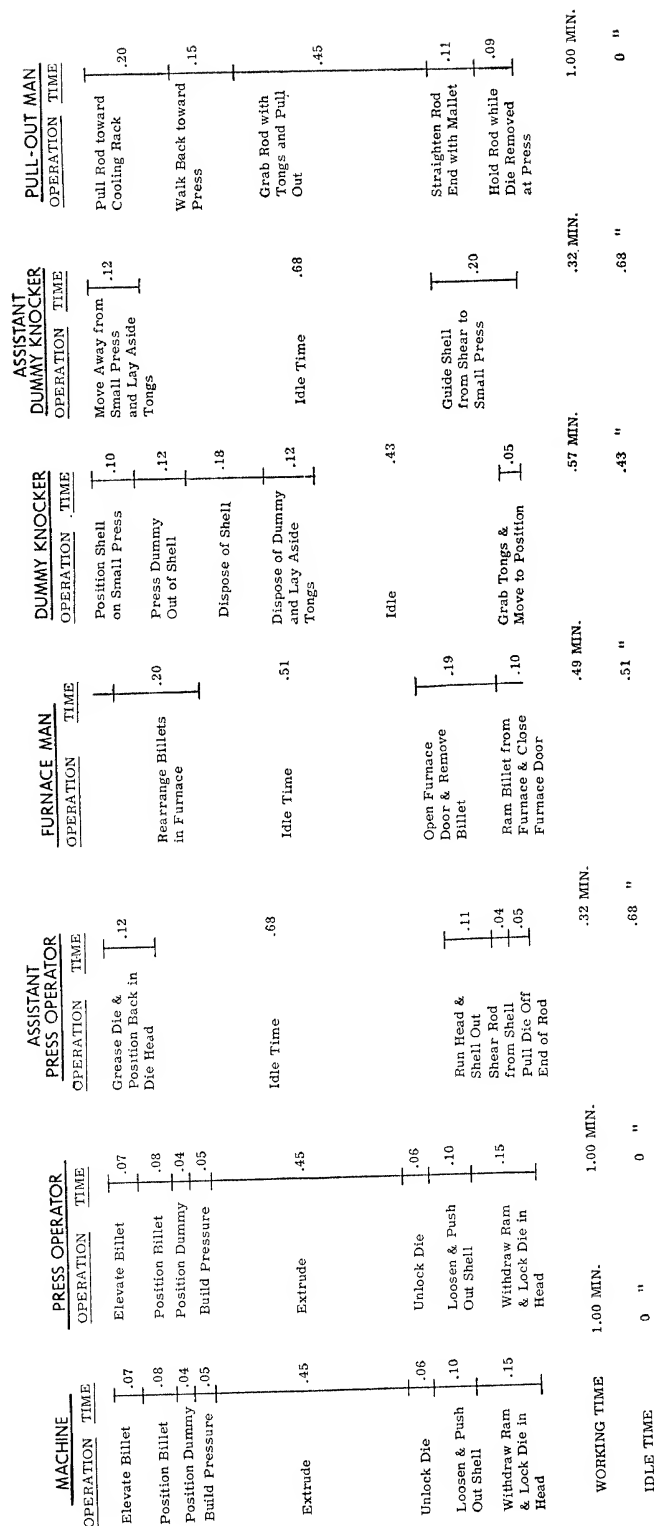 MACHINE
OPERATION TIME
Elevate Billet .07
Position Billet .08
Position Dummy .04
Build Pressure .05
Extrude .45
Unlock Die .06
Loosen & Push .10
Out Shell
Withdraw Ram .15
& Lock Die in
Head
PRESS OPERATOR
OPERATION TIME
Elevate Billet .07
Position Billet .08
Position Dummy .04
Build Pressure .05
Extrude .45
Unlock Die .06
Loosen & Push .10
Out Shell
Withdraw Ram .15
& Lock Die in
Head
ASSISTANT
PRESS OPERATOR
OPERATION TIME
Grease Die & .12
Position Back in
Die Head
Idle Time .68
Run Head & .11
Shell Out
Shear Rod .04
from Shell
Pull Die Off .05
End of Rod
FURNACE MAN
OPERATION TIME
Rearrange Billets .20
in Furnace
Idle Time .51
Open Furnace .19
Door & Remove
Billet
Ram Billet from .10
Furnace & Close
Furnace Door
DUMMY KNOCKER
OPERATION .TIME
Position Shell .10
on Small Press
Press Dummy .12
Out of Shell
Dispose of Shell .18
Dispose of Dummy .12
and Lay Aside
Tongs
Idle .43
Grab Tongs & .05
Move to Position
ASSISTANT
DUMMY KNOCKER
OPERATION TIME
Move Away from .12
Small Press
and Lay Aside
Tongs
Idle Time .68
Guide Shell .20
from Shear to
Small Press
PULL-OUT MAN
OPERATION TIME
Pull Rod toward .20
Cooling Rack
Walk Back toward .15
Press
Grab Rod with .45
Tongs and Pull
Out
Straighten Rod .11
End with Mallet
Hold Rod while .09
Die Removed
at Press
WORKING TIME 1.00 MIN. 1.00 MIN. .32 MIN. .49 MIN. .57 MIN. .32 MIN. 1.00 MIN.
IDLE TIME 0 " 0 " .68 " .51 " .43 " .68 " 0 "